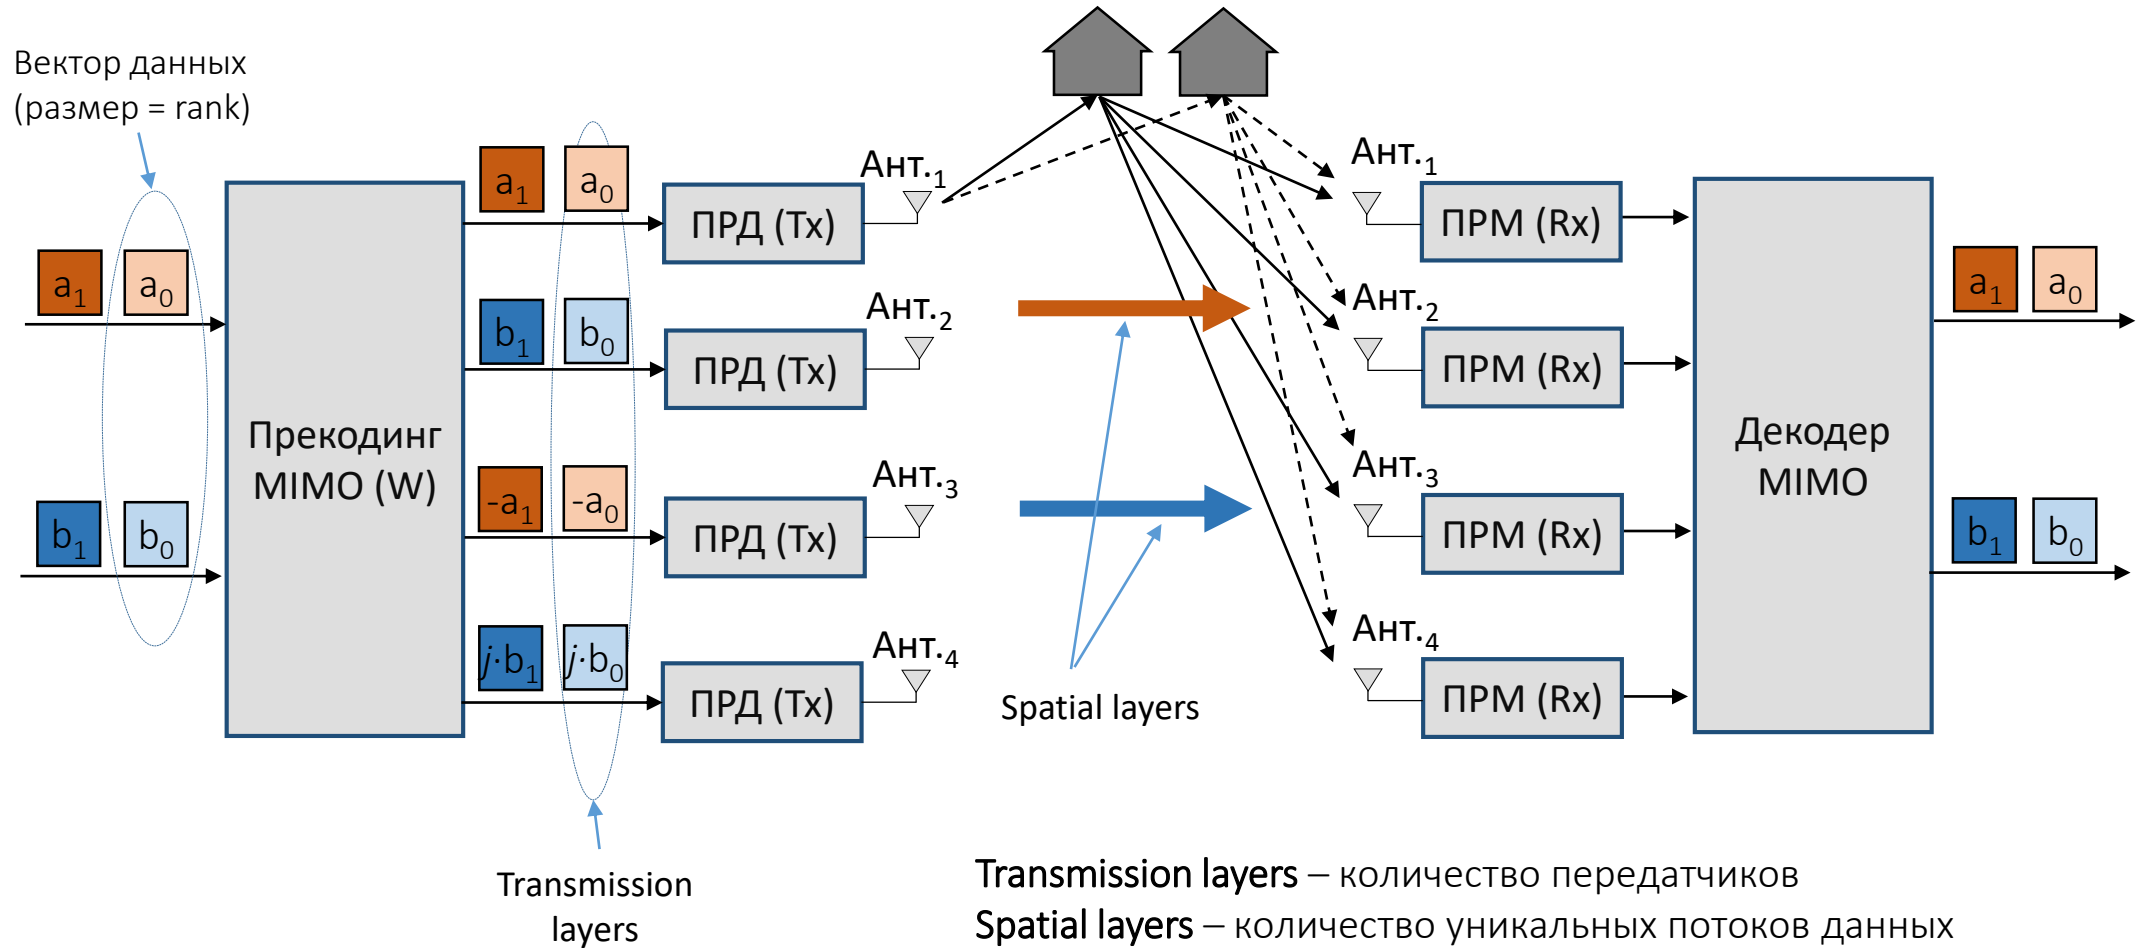 Вектор данных
(размер = rank)
a₁ a₀
b₁ b₀
Прекодинг
MIMO (W)
a₁ a₀
b₁ b₀
-a₁ -a₀
j·b₁ j·b₀
Transmission
layers
ПРД (Tx)
ПРД (Tx)
ПРД (Tx)
ПРД (Tx)
Ант.₁
Ант.₂
Ант.₃
Ант.₄
Spatial layers
Ант.₁
Ант.₂
Ант.₃
Ант.₄
ПРМ (Rx)
ПРМ (Rx)
ПРМ (Rx)
ПРМ (Rx)
Декодер
MIMO
a₁ a₀
b₁ b₀
Transmission layers – количество передатчиков
Spatial layers – количество уникальных потоков данных